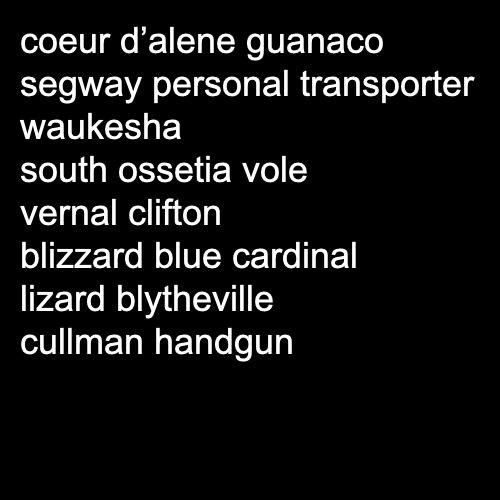 coeur d’alene guanaco
segway personal transporter
waukesha
south ossetia vole
vernal clifton
blizzard blue cardinal
lizard blytheville
cullman handgun